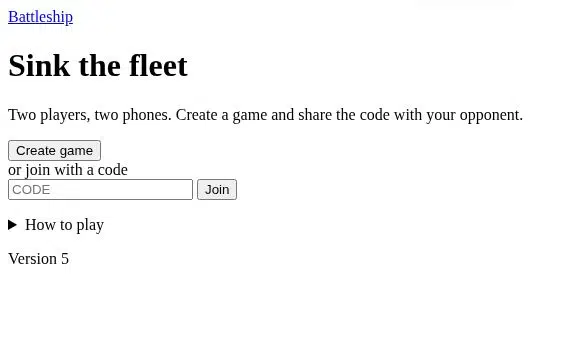 Battleship
Sink the fleet
Two players, two phones. Create a game and share the code with your opponent.
Create game
or join with a code
CODE Join
How to play
Version 5